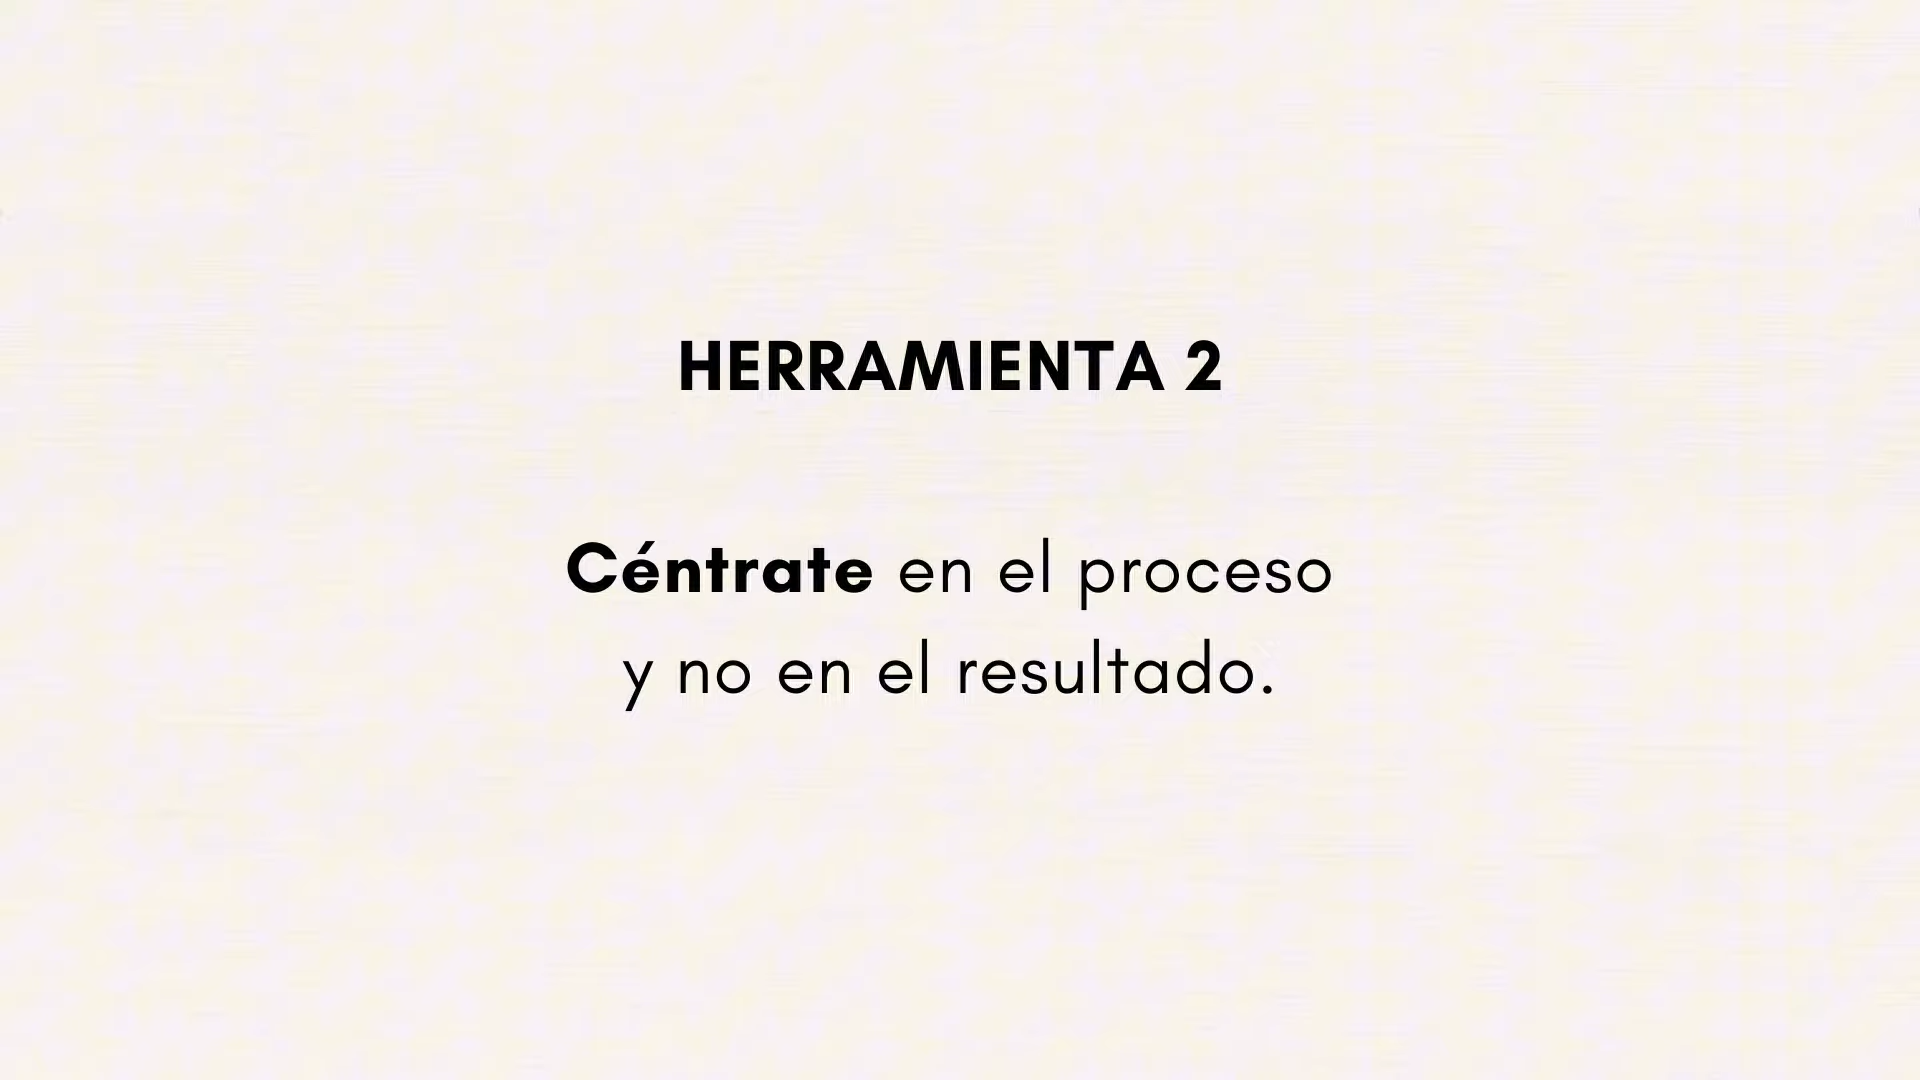 HERRAMIENTA 2
Céntrate en el proceso
y no en el resultado.